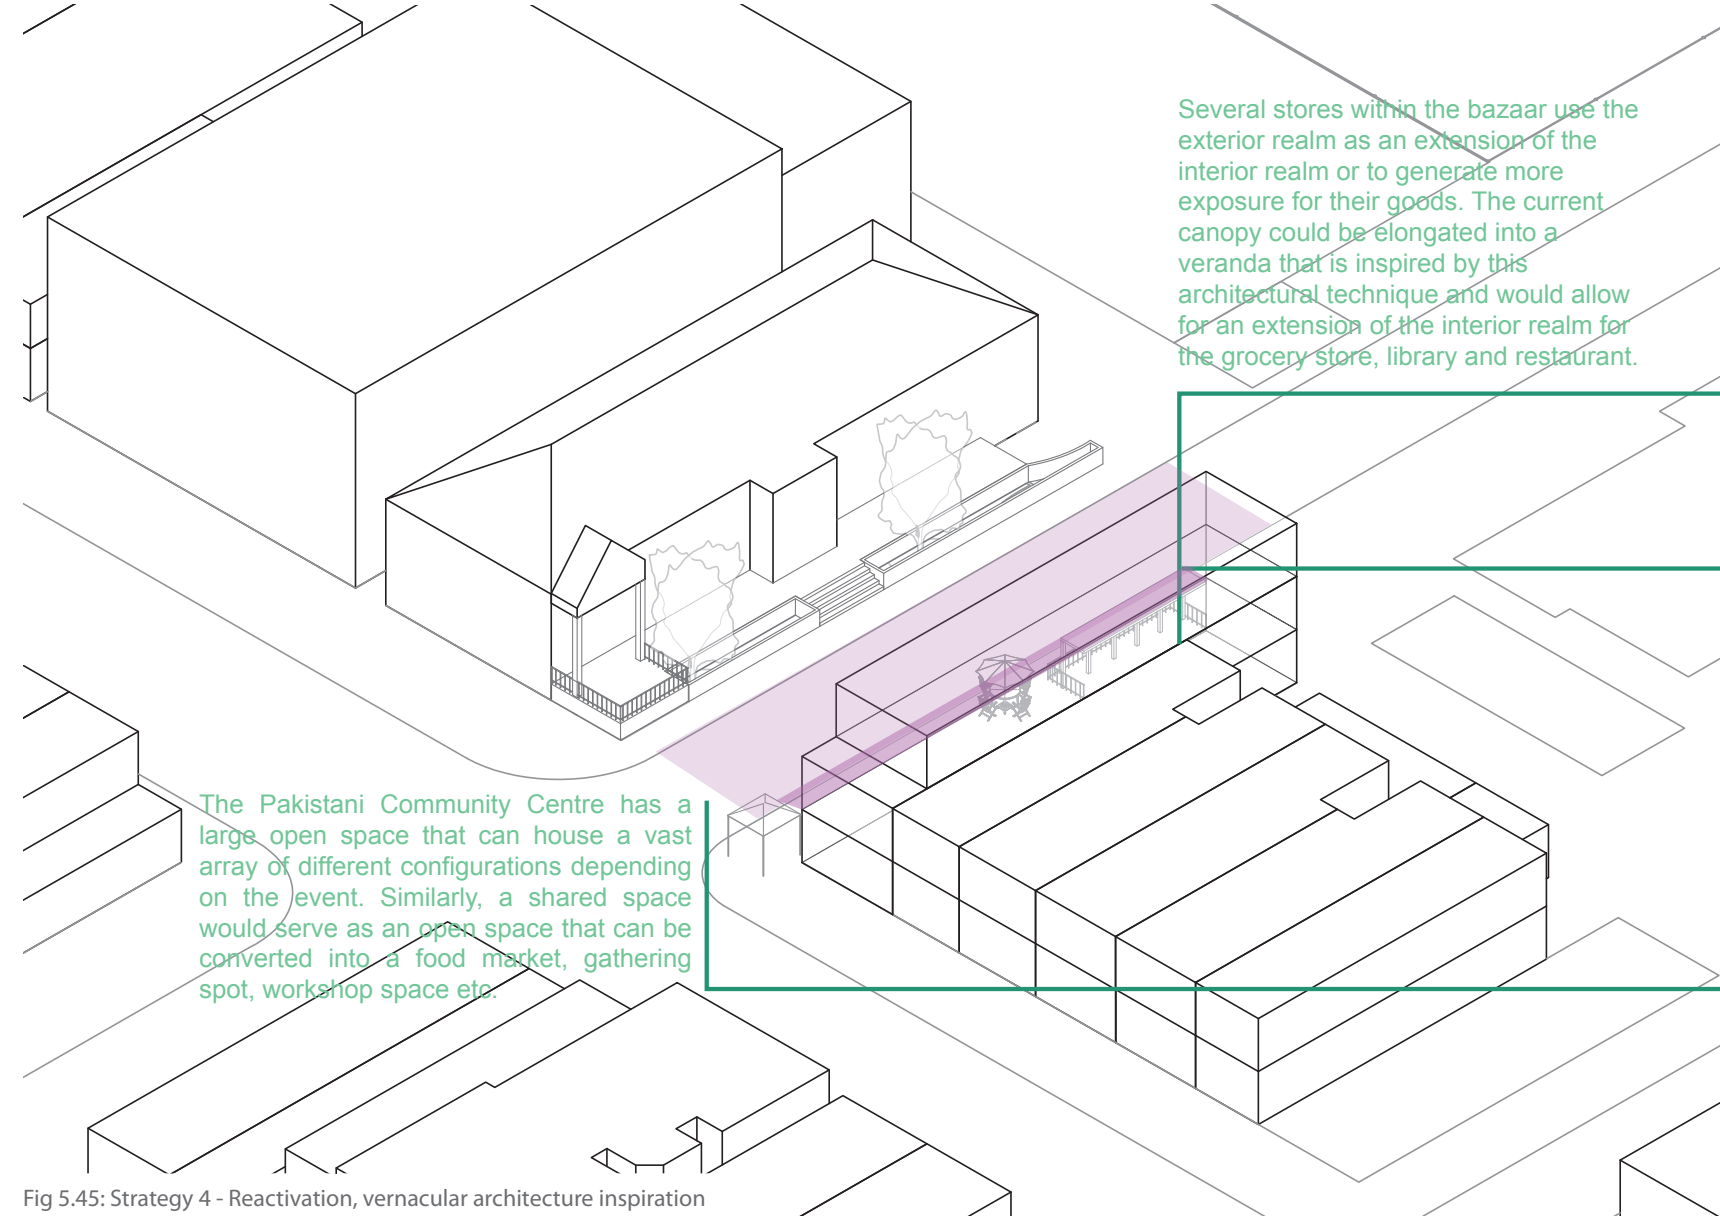 Several stores within the bazaar use the
exterior realm as an extension of the
interior realm or to generate more
exposure for their goods. The current
canopy could be elongated into a
veranda that is inspired by this
architectural technique and would allow
for an extension of the interior realm for
the grocery store, library and restaurant.
The Pakistani Community Centre has a
large open space that can house a vast
array of different configurations depending
on the event. Similarly, a shared space
would serve as an open space that can be
converted into a food market, gathering
spot, workshop space etc.
Fig 5.45: Strategy 4 - Reactivation, vernacular architecture inspiration